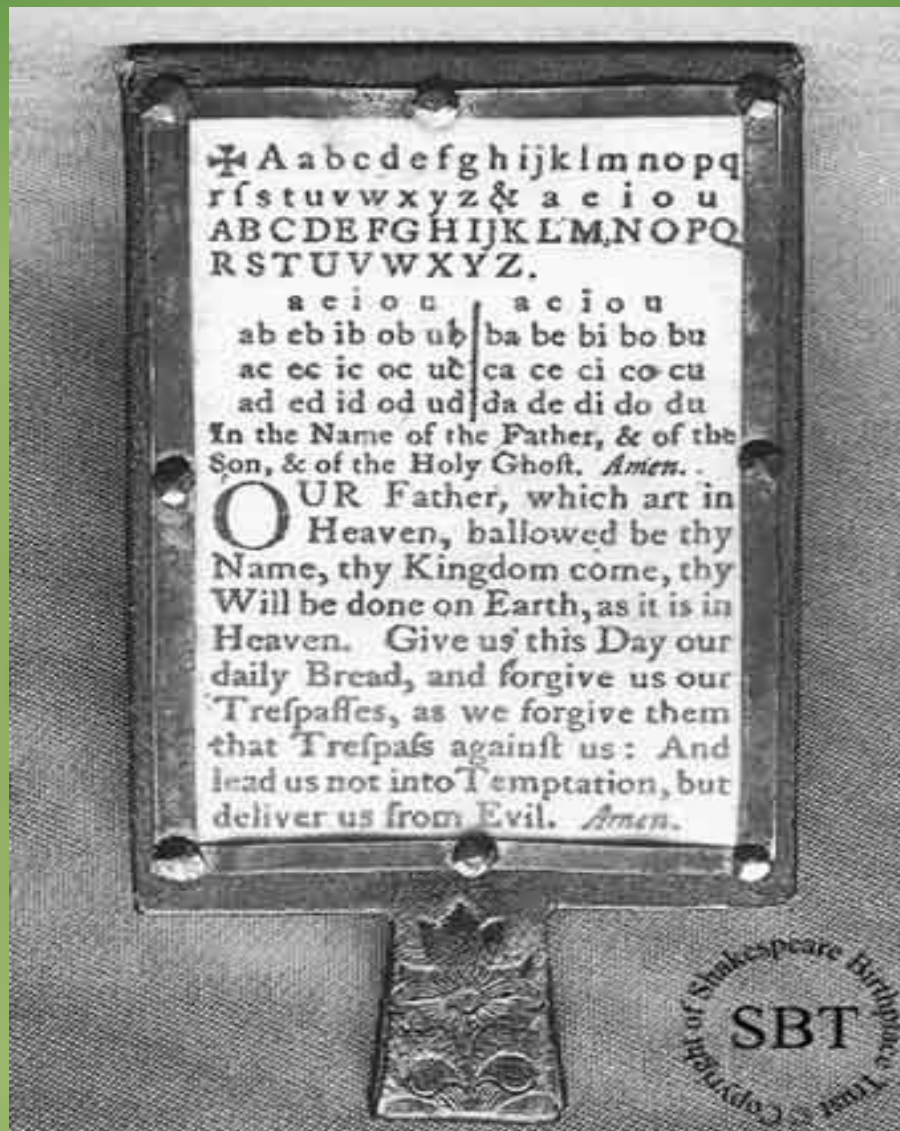 ✠ A a b c d e f g h i j k l m n o p q
r ſ s t u v w x y z & a e i o u
A B C D E F G H I J K L M N O P Q
R S T U V W X Y Z .
a e i o u | a e i o u
ab eb ib ob ub | ba be bi bo bu
ac ec ic oc uc | ca ce ci co cu
ad ed id od ud | da de di do du
In the Name of the Father, & of the
Son, & of the Holy Ghoſt. Amen.
OUR Father, which art in
Heaven, hallowed be thy
Name, thy Kingdom come, thy
Will be done on Earth, as it is in
Heaven. Give us this Day our
daily Bread, and forgive us our
Treſpaſſes, as we forgive them
that Treſpaſs againſt us : And
lead us not into Temptation, but
deliver us from Evil. Amen.
Copyright of Shakespeare Birthplace Trust ©
SBT